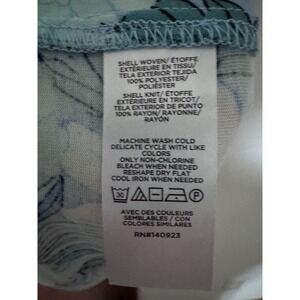 SHELL WOVEN/ ÉTOFFE
EXTÉRIEURE EN TISSU/
TELA EXTERIOR TEJIDA
100% POLYESTER/
POLIÉSTER
SHELL KNIT/ ÉTOFFE
EXTÉRIEURE EN TRICOT/
TELA EXTERIOR DE PUNTO
100% RAYON/ RAYONNE/
RAYÓN
MACHINE WASH COLD
DELICATE CYCLE WITH LIKE
COLORS
ONLY NON-CHLORINE
BLEACH WHEN NEEDED
RESHAPE DRY FLAT
COOL IRON WHEN NEEDED
30 P
AVEC DES COULEURS
SEMBLABLES / CON
COLORES SIMILARES
RN#140923